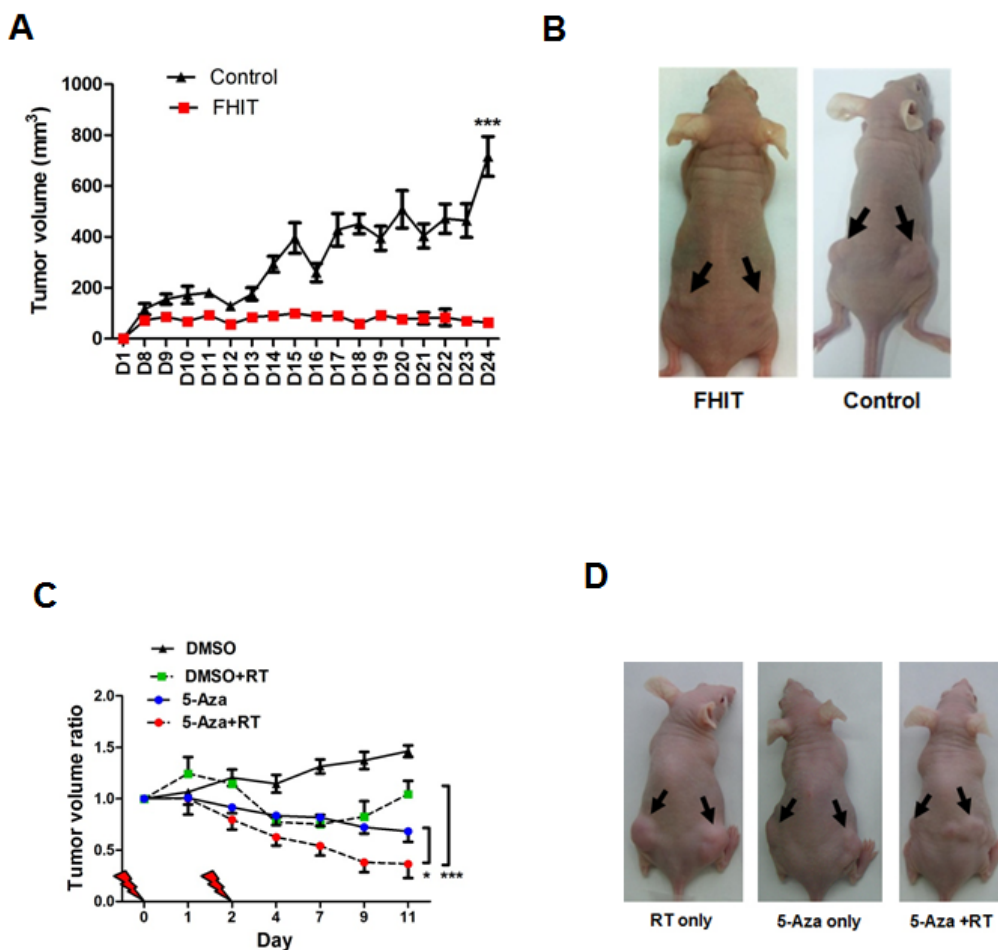 A
Control
FHIT
***
Tumor volume (mm3)
1000
800
600
400
200
0
D1 D8 D9 D10 D11 D12 D13 D14 D15 D16 D17 D18 D19 D20 D21 D22 D23 D24
B
FHIT Control
C
DMSO
DMSO+RT
5-Aza
5-Aza+RT
Tumor volume ratio
2.0
1.5
1.0
0.5
0.0
* ***
0 1 2 4 7 9 11
Day
D
RT only 5-Aza only 5-Aza +RT